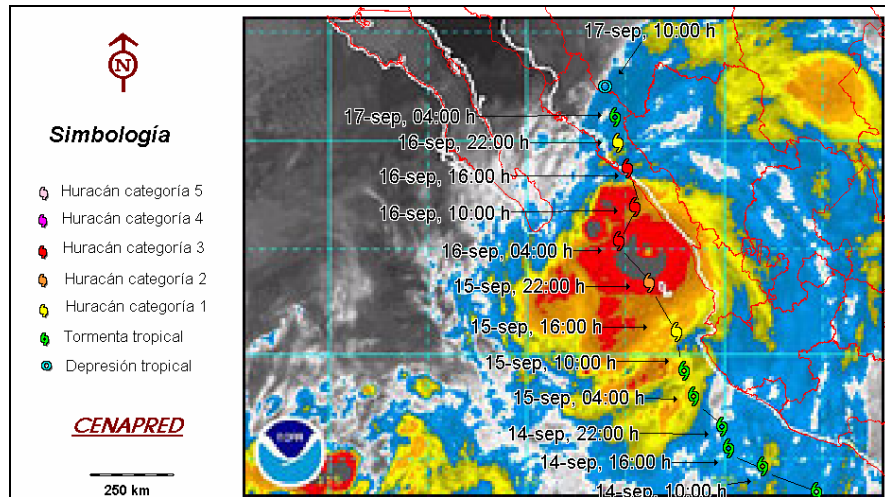 N
Simbología
Huracán categoría 5
Huracán categoría 4
Huracán categoría 3
Huracán categoría 2
Huracán categoría 1
Tormenta tropical
Depresión tropical
CENAPRED
250 km
17-sep, 10:00 h
17-sep, 04:00 h
16-sep, 22:00 h
16-sep, 16:00 h
16-sep, 10:00 h
16-sep, 04:00 h
15-sep, 22:00 h
15-sep, 16:00 h
15-sep, 10:00 h
15-sep, 04:00 h
14-sep, 22:00 h
14-sep, 16:00 h
14-sep, 10:00 h